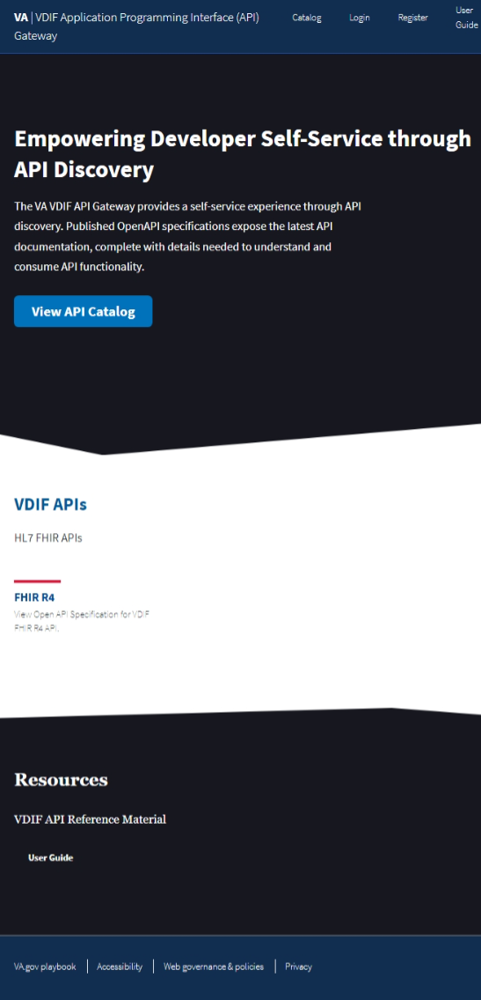 VA | VDIF Application Programming Interface (API)
Gateway
Catalog
Login
Register
User
Guide
Empowering Developer Self-Service through
API Discovery
The VA VDIF API Gateway provides a self-service experience through API
discovery. Published OpenAPI specifications expose the latest API
documentation, complete with details needed to understand and
consume API functionality.
View API Catalog
VDIF APIs
HL7 FHIR APIs
FHIR R4
View Open API Specification for VDIF
FHIR R4 API.
Resources
VDIF API Reference Material
User Guide
VA.gov playbook
Accessibility
Web governance & policies
Privacy